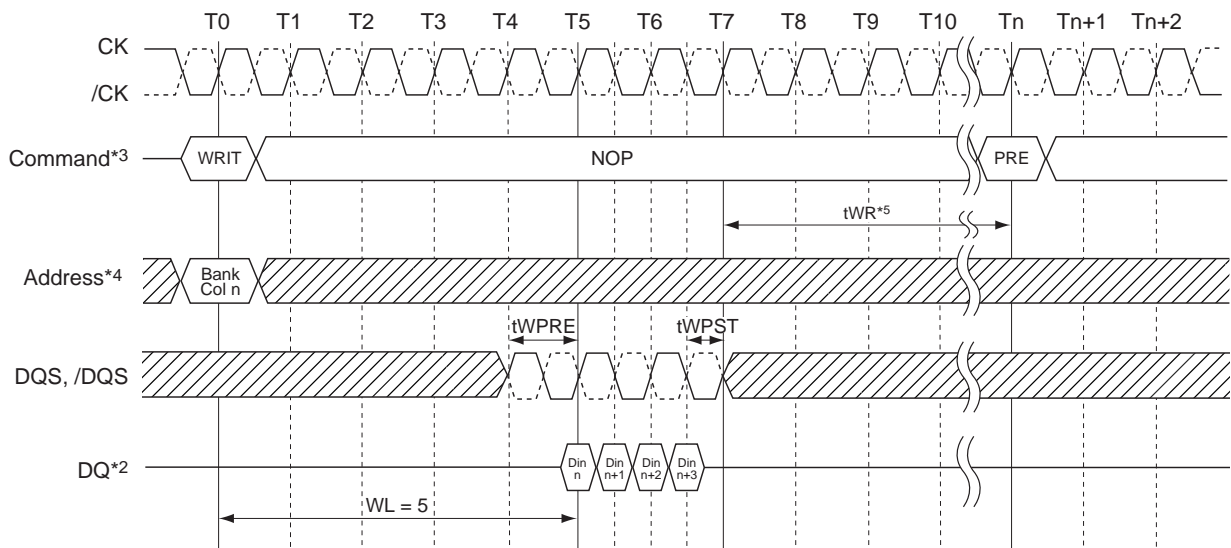 T0 T1 T2 T3 T4 T5 T6 T7 T8 T9 T10 Tn Tn+1 Tn+2
CK
/CK
Command*3 WRIT NOP PRE
tWR*5
Address*4 Bank Col n
tWPRE tWPST
DQS, /DQS
DQ*2 Din n Din n+1 Din n+2 Din n+3
WL = 5